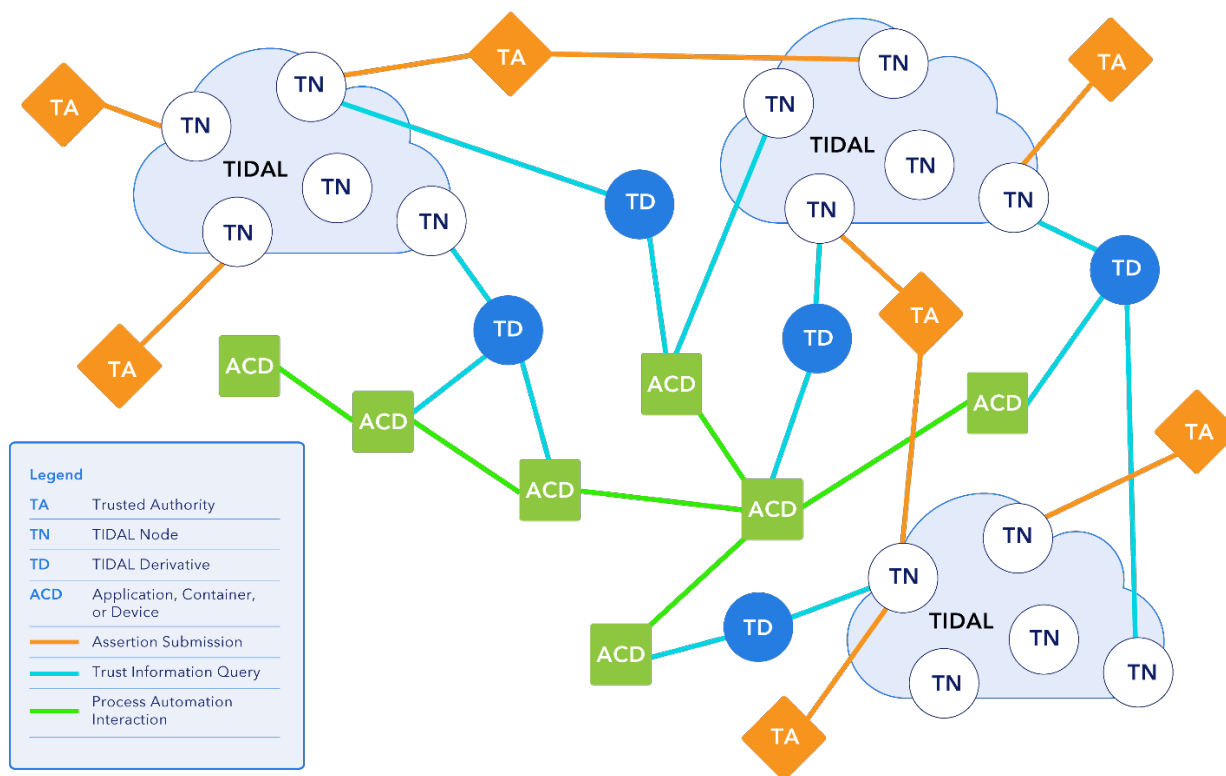 TA
TN
TN
TIDAL
TN
TN
TN
TA
TA
TN
TN
TIDAL
TN
TN
TN
TA
TD
TD
TD
TD
TA
TA
ACD
ACD
ACD
ACD
ACD
ACD
ACD
TA
TN
TN
TIDAL
TN
TN
TN
TD
TA
Legend
TA Trusted Authority
TN TIDAL Node
TD TIDAL Derivative
ACD Application, Container,
or Device
Assertion Submission
Trust Information Query
Process Automation
Interaction